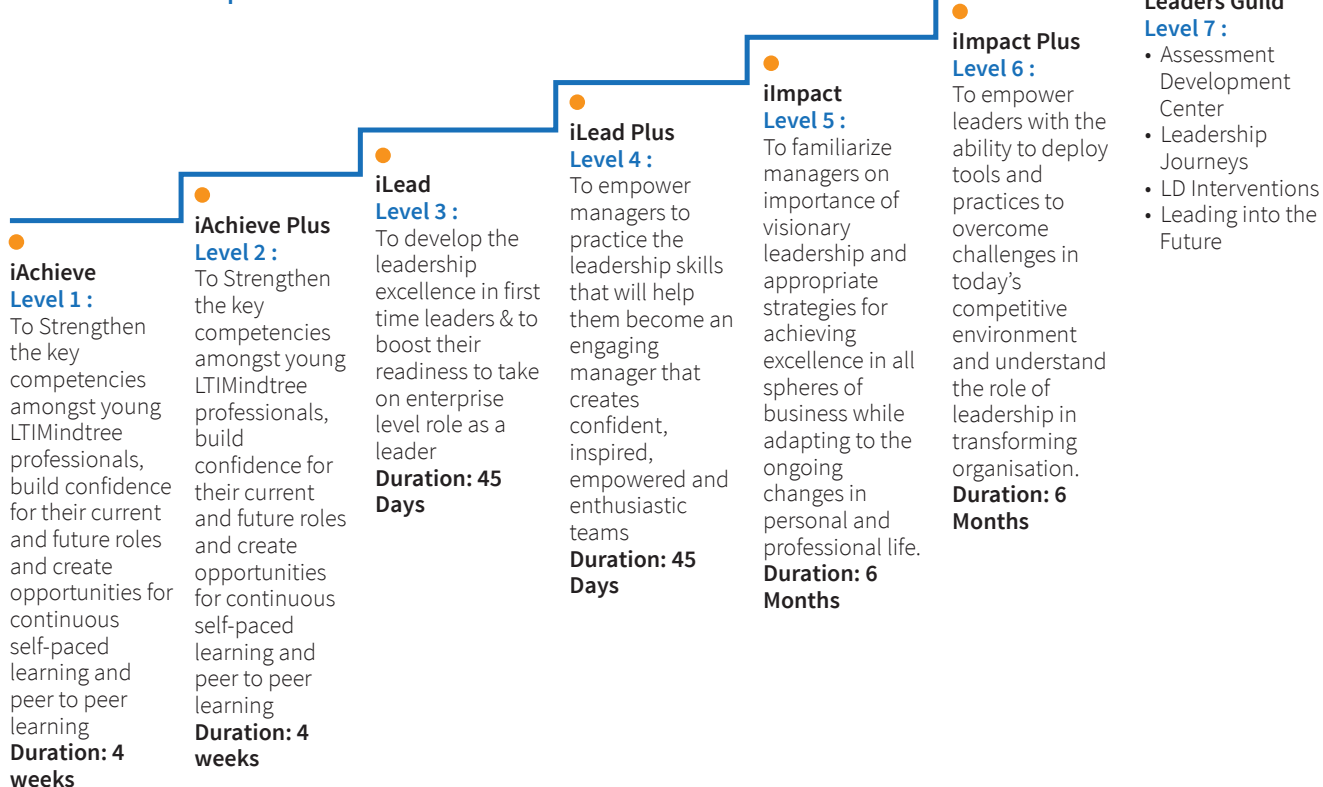 iAchieve
Level 1 :
To Strengthen
the key
competencies
amongst young
LTIMindtree
professionals,
build confidence
for their current
and future roles
and create
opportunities for
continuous
self-paced
learning and
peer to peer
learning
Duration: 4
weeks
iAchieve Plus
Level 2 :
To Strengthen
the key
competencies
amongst young
LTIMindtree
professionals,
build
confidence for
their current
and future roles
and create
opportunities
for continuous
self-paced
learning and
peer to peer
learning
Duration: 4
weeks
iLead
Level 3 :
To develop the
leadership
excellence in first
time leaders & to
boost their
readiness to take
on enterprise
level role as a
leader
Duration: 45
Days
iLead Plus
Level 4 :
To empower
managers to
practice the
leadership skills
that will help
them become an
engaging
manager that
creates
confident,
inspired,
empowered and
enthusiastic
teams
Duration: 45
Days
iImpact
Level 5 :
To familiarize
managers on
importance of
visionary
leadership and
appropriate
strategies for
achieving
excellence in all
spheres of
business while
adapting to the
ongoing
changes in
personal and
professional life.
Duration: 6
Months
iImpact Plus
Level 6 :
To empower
leaders with the
ability to deploy
tools and
practices to
overcome
challenges in
today's
competitive
environment
and understand
the role of
leadership in
transforming
organisation.
Duration: 6
Months
Leaders Guild
Level 7 :
• Assessment
Development
Center
• Leadership
Journeys
• LD Interventions
• Leading into the
Future